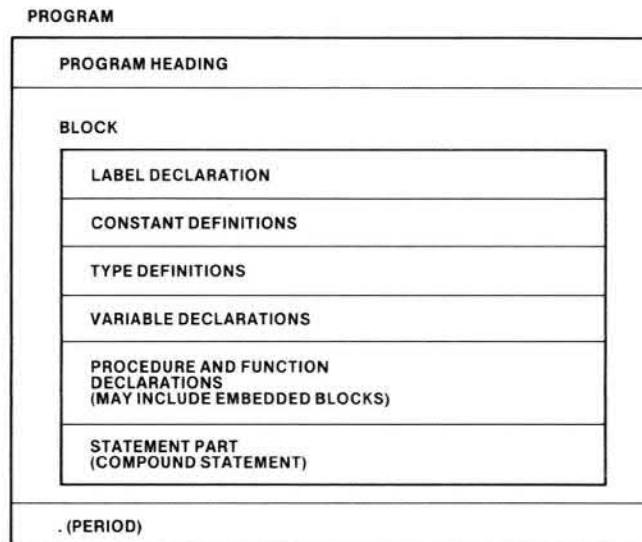 PROGRAM
PROGRAM HEADING
BLOCK
LABEL DECLARATION
CONSTANT DEFINITIONS
TYPE DEFINITIONS
VARIABLE DECLARATIONS
PROCEDURE AND FUNCTION
DECLARATIONS
(MAY INCLUDE EMBEDDED BLOCKS)
STATEMENT PART
(COMPOUND STATEMENT)
. (PERIOD)